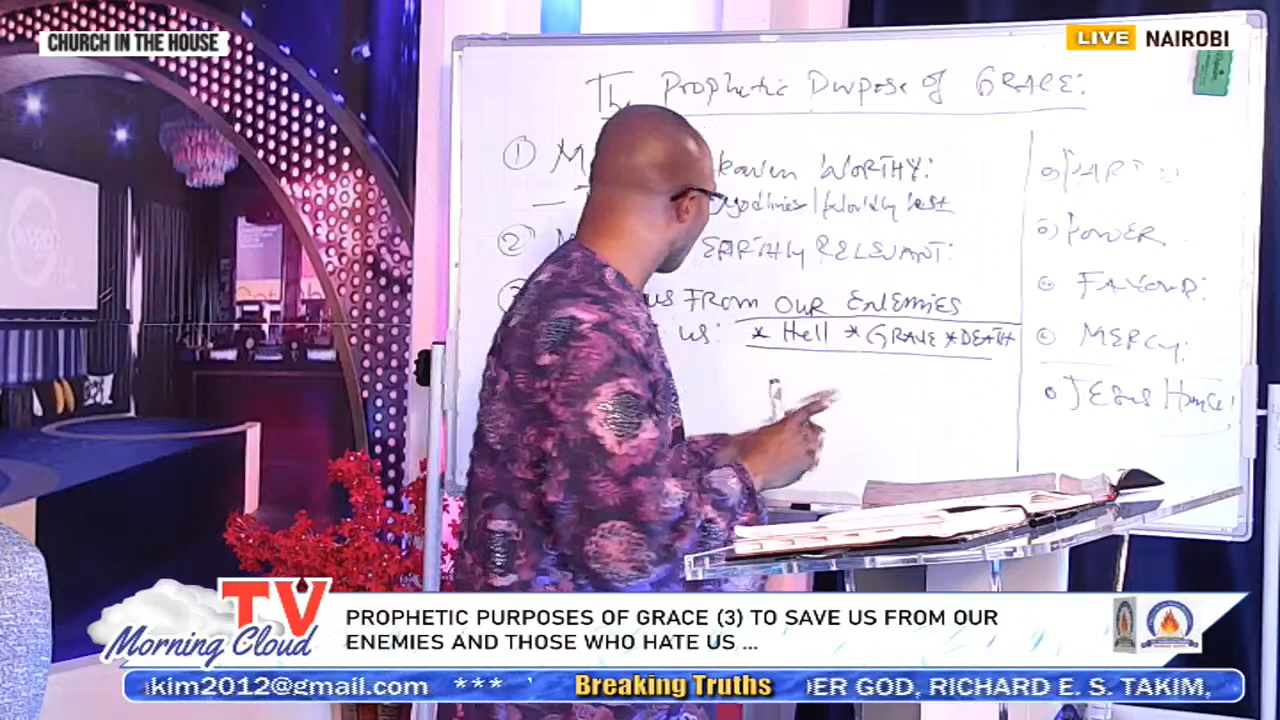 CHURCH IN THE HOUSE
LIVE NAIROBI
The Prophetic Purpose of GRACE:
① WORTHY:
②
EARTHLY RELEVANT:
us FROM OUR ENEMIES
us: * Hell * GRAVE * DEATH
POWER
FAVOUR:
MERCY:
JESUS
TV
Morning Cloud
PROPHETIC PURPOSES OF GRACE (3) TO SAVE US FROM OUR
ENEMIES AND THOSE WHO HATE US ...
kim2012@gmail.com *** Breaking Truths GOD, RICHARD E. S. TAKIM,